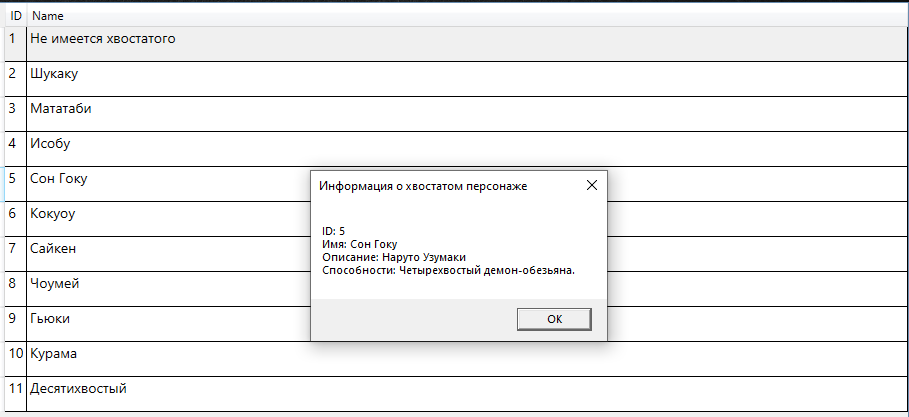 ID Name
1 Не имеется хвостатого
2 Шукаку
3 Мататаби
4 Исобу
5 Сон Гоку
6 Кокуоу
7 Сайкен
8 Чоумей
9 Гьюки
10 Курама
11 Десятихвостый
Информация о хвостатом персонаже
ID: 5
Имя: Сон Гоку
Описание: Наруто Узумаки
Способности: Четырехвостый демон-обезьяна.
OK